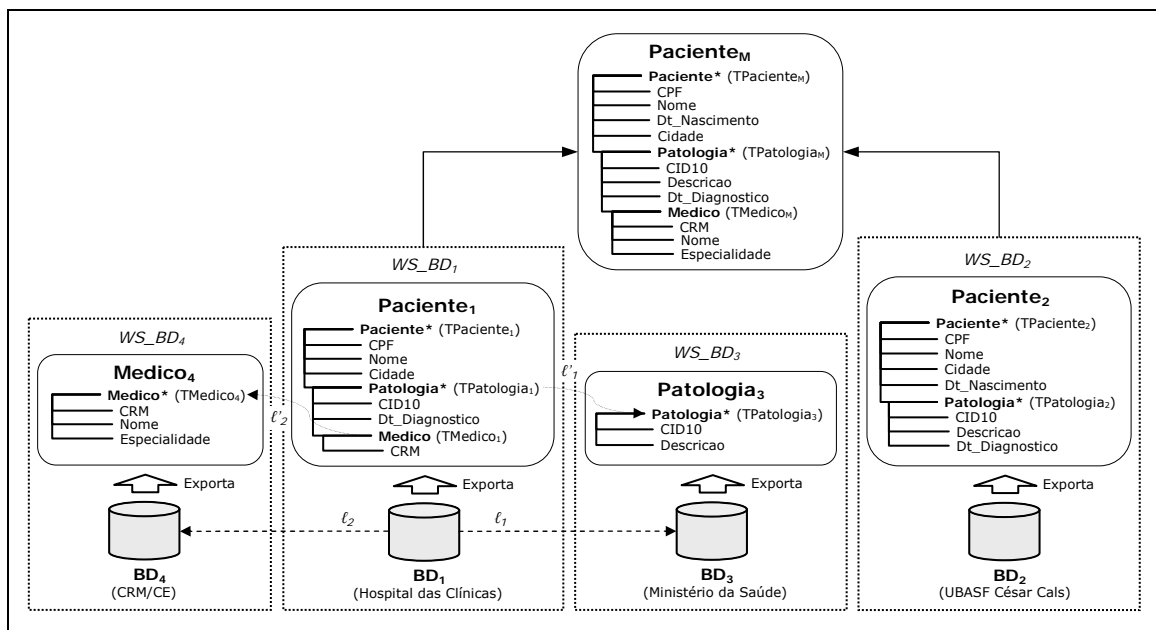 Paciente_M
Paciente* (TPaciente_M)
CPF
Nome
Dt_Nascimento
Cidade
Patologia* (TPatologia_M)
CID10
Descricao
Dt_Diagnostico
Medico (TMedico_M)
CRM
Nome
Especialidade
WS_BD₄
Medico₄
Medico* (TMedico₄)
CRM
Nome
Especialidade
Exporta
BD₄
(CRM/CE)
WS_BD₁
Paciente₁
Paciente* (TPaciente₁)
CPF
Nome
Cidade
Patologia* (TPatologia₁)
CID10
Dt_Diagnostico
Medico (TMedico₁)
CRM
Exporta
BD₁
(Hospital das Clínicas)
ℓ'₂
ℓ'₁
ℓ₂
ℓ₁
WS_BD₃
Patologia₃
Patologia* (TPatologia₃)
CID10
Descricao
Exporta
BD₃
(Ministério da Saúde)
WS_BD₂
Paciente₂
Paciente* (TPaciente₂)
CPF
Nome
Cidade
Dt_Nascimento
Patologia* (TPatologia₂)
CID10
Descricao
Dt_Diagnostico
Exporta
BD₂
(UBASF César Cals)